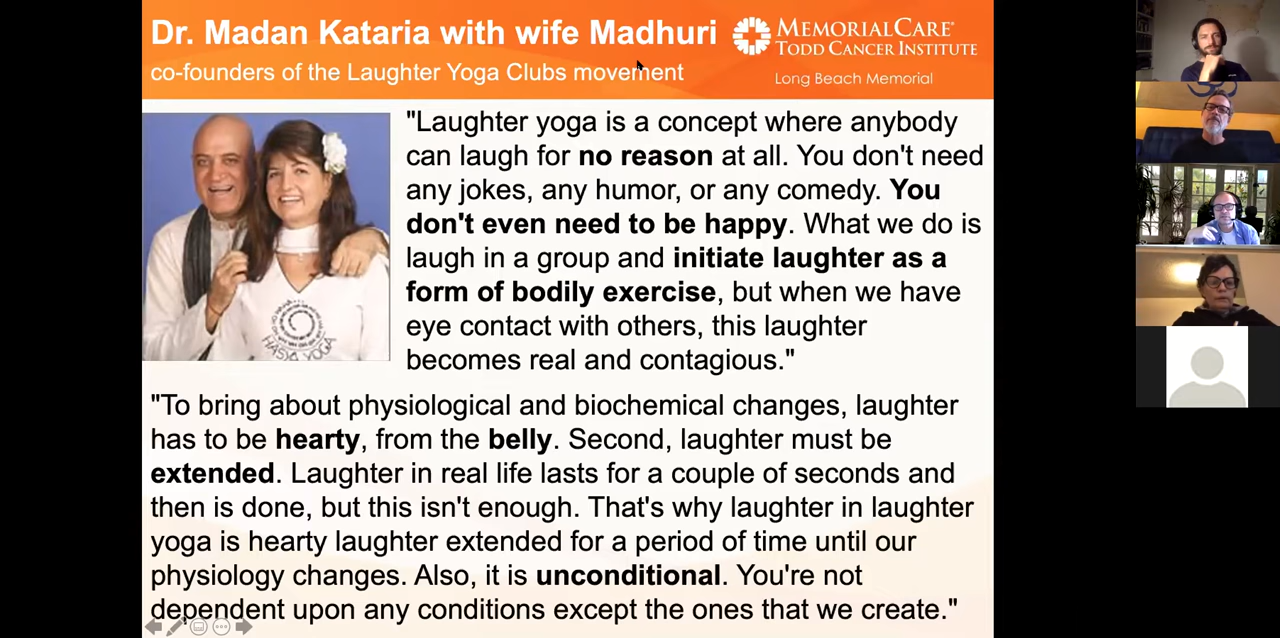 Dr. Madan Kataria with wife Madhuri
co-founders of the Laughter Yoga Clubs movement
MEMORIALCARE®
TODD CANCER INSTITUTE
Long Beach Memorial
"Laughter yoga is a concept where anybody
can laugh for no reason at all. You don't need
any jokes, any humor, or any comedy. You
don't even need to be happy. What we do is
laugh in a group and initiate laughter as a
form of bodily exercise, but when we have
eye contact with others, this laughter
becomes real and contagious."
HASYA YOGA
"To bring about physiological and biochemical changes, laughter
has to be hearty, from the belly. Second, laughter must be
extended. Laughter in real life lasts for a couple of seconds and
then is done, but this isn't enough. That's why laughter in laughter
yoga is hearty laughter extended for a period of time until our
physiology changes. Also, it is unconditional. You're not
dependent upon any conditions except the ones that we create."